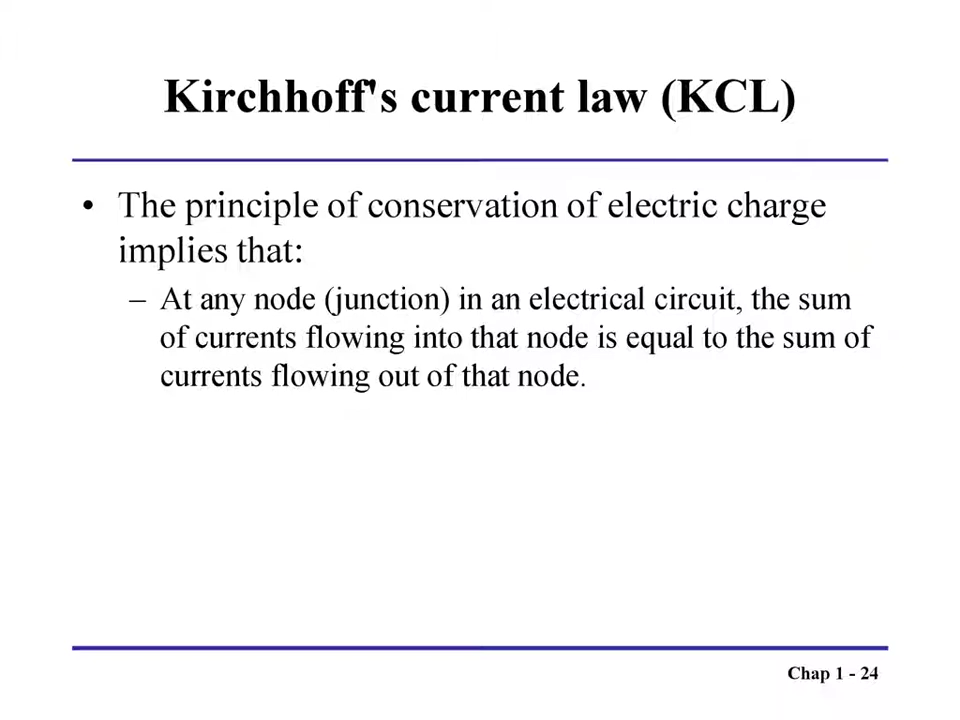 Kirchhoff's current law (KCL)
• The principle of conservation of electric charge
implies that:
– At any node (junction) in an electrical circuit, the sum
of currents flowing into that node is equal to the sum of
currents flowing out of that node.
Chap 1 - 24